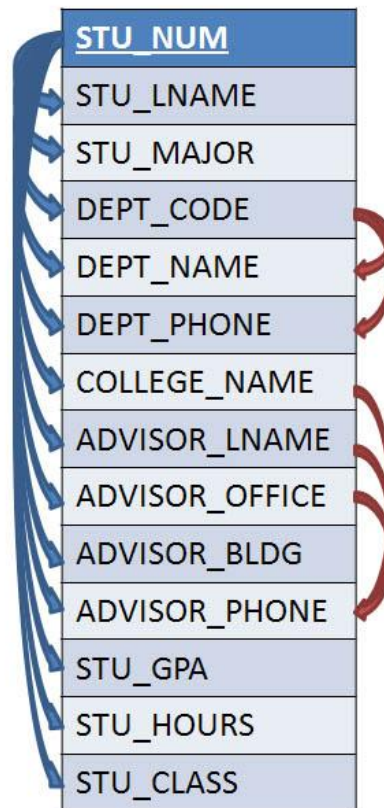 STU_NUM
STU_LNAME
STU_MAJOR
DEPT_CODE
DEPT_NAME
DEPT_PHONE
COLLEGE_NAME
ADVISOR_LNAME
ADVISOR_OFFICE
ADVISOR_BLDG
ADVISOR_PHONE
STU_GPA
STU_HOURS
STU_CLASS